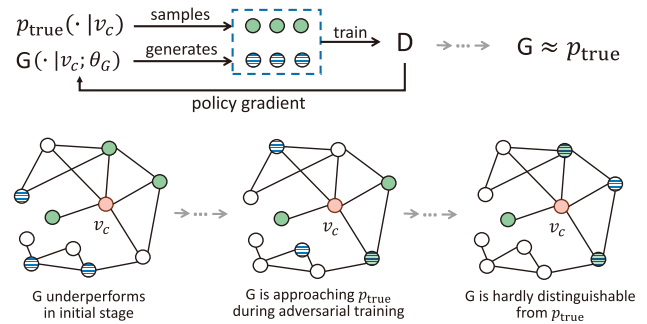 p_true(· |v_c) samples
G(· |v_c; θ_G) generates
train
D
···
G ≈ p_true
policy gradient
v_c
···
v_c
···
v_c
G underperforms
in initial stage
G is approaching p_true
during adversarial training
G is hardly distinguishable
from p_true